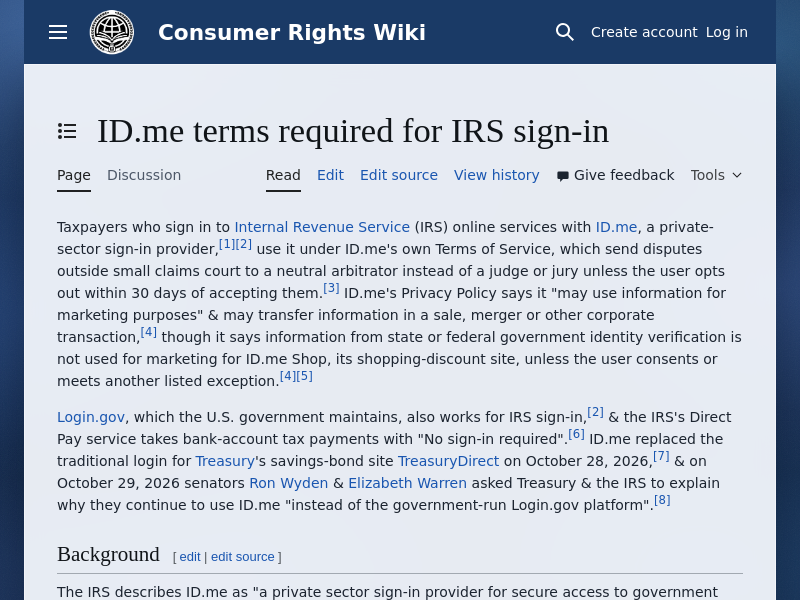 Consumer Rights Wiki
Create account Log in
ID.me terms required for IRS sign-in
Page Discussion Read Edit Edit source View history Give feedback Tools
Taxpayers who sign in to Internal Revenue Service (IRS) online services with ID.me, a private-
sector sign-in provider,[1][2] use it under ID.me's own Terms of Service, which send disputes
outside small claims court to a neutral arbitrator instead of a judge or jury unless the user opts
out within 30 days of accepting them.[3] ID.me's Privacy Policy says it "may use information for
marketing purposes" & may transfer information in a sale, merger or other corporate
transaction,[4] though it says information from state or federal government identity verification is
not used for marketing for ID.me Shop, its shopping-discount site, unless the user consents or
meets another listed exception.[4][5]
Login.gov, which the U.S. government maintains, also works for IRS sign-in,[2] & the IRS's Direct
Pay service takes bank-account tax payments with "No sign-in required".[6] ID.me replaced the
traditional login for Treasury's savings-bond site TreasuryDirect on October 28, 2026,[7] & on
October 29, 2026 senators Ron Wyden & Elizabeth Warren asked Treasury & the IRS to explain
why they continue to use ID.me "instead of the government-run Login.gov platform".[8]
Background [ edit | edit source ]
The IRS describes ID.me as "a private sector sign-in provider for secure access to government